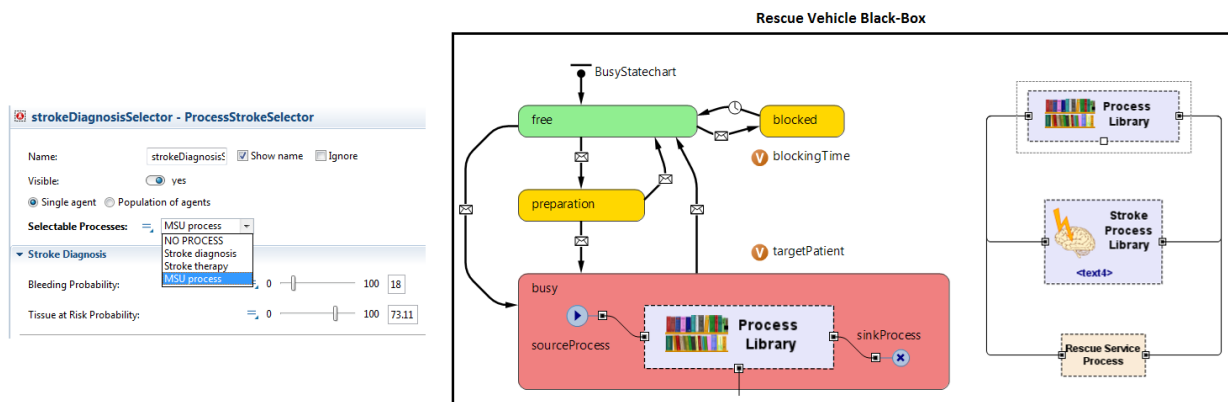 strokeDiagnosisSelector - ProcessStrokeSelector
Name: strokeDiagnosisS Show name Ignore
Visible: yes
Single agent Population of agents
Selectable Processes: MSU process
NO PROCESS
Stroke diagnosis
Stroke therapy
MSU process
Stroke Diagnosis
Bleeding Probability: 0 100 18
Tissue at Risk Probability: 0 100 73.11
Rescue Vehicle Black-Box
BusyStatechart
free
blocked
V blockingTime
preparation
V targetPatient
busy
sourceProcess
Process
Library
sinkProcess
Process
Library
Stroke
Process
Library
<text4>
Rescue Service
Process